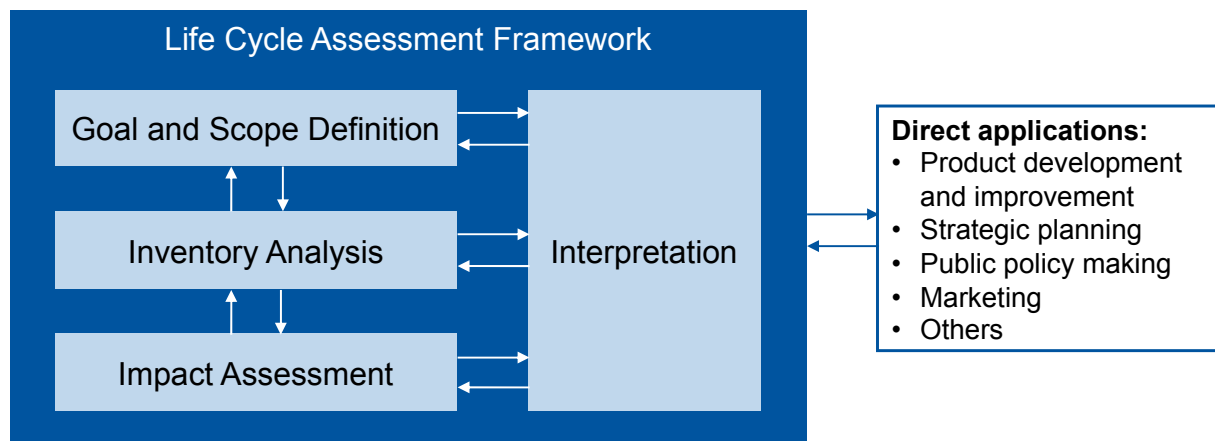 Life Cycle Assessment Framework
Goal and Scope Definition
Inventory Analysis
Impact Assessment
Interpretation
Direct applications:
• Product development
and improvement
• Strategic planning
• Public policy making
• Marketing
• Others